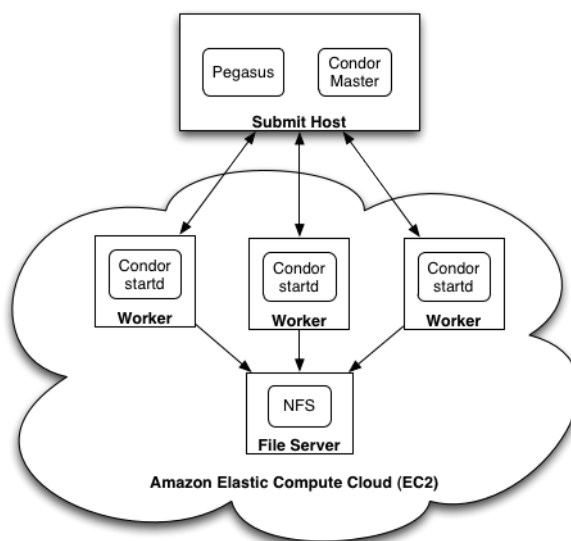 Pegasus
Condor
Master
Submit Host
Condor
startd
Worker
Condor
startd
Worker
Condor
startd
Worker
NFS
File Server
Amazon Elastic Compute Cloud (EC2)